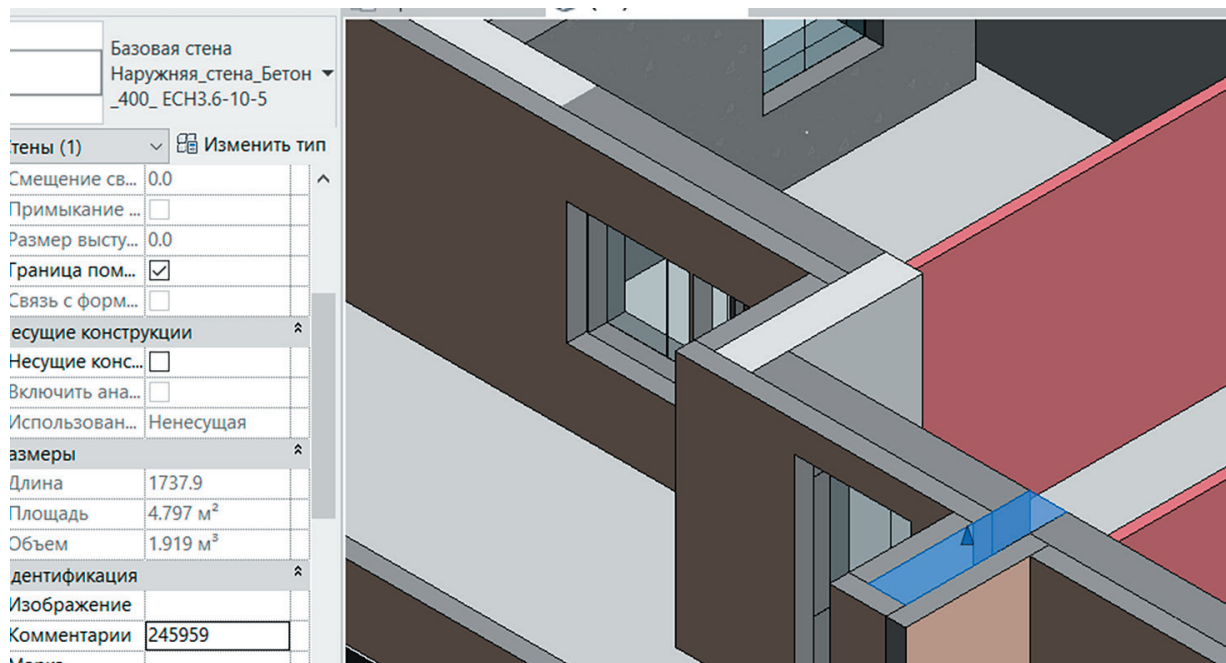 Базовая стена
Наружняя_стена_Бетон
_400_ ЕСН3.6-10-5
тены (1)
Изменить тип
Смещение св... 0.0
Примыкание ...
Размер высту... 0.0
Граница пом...
Связь с форм...
есущие конструкции
Несущие конс...
Включить ана...
Использован... Ненесущая
азмеры
Длина 1737.9
Площадь 4.797 м²
Объем 1.919 м³
дентификация
Изображение
Комментарии 245959